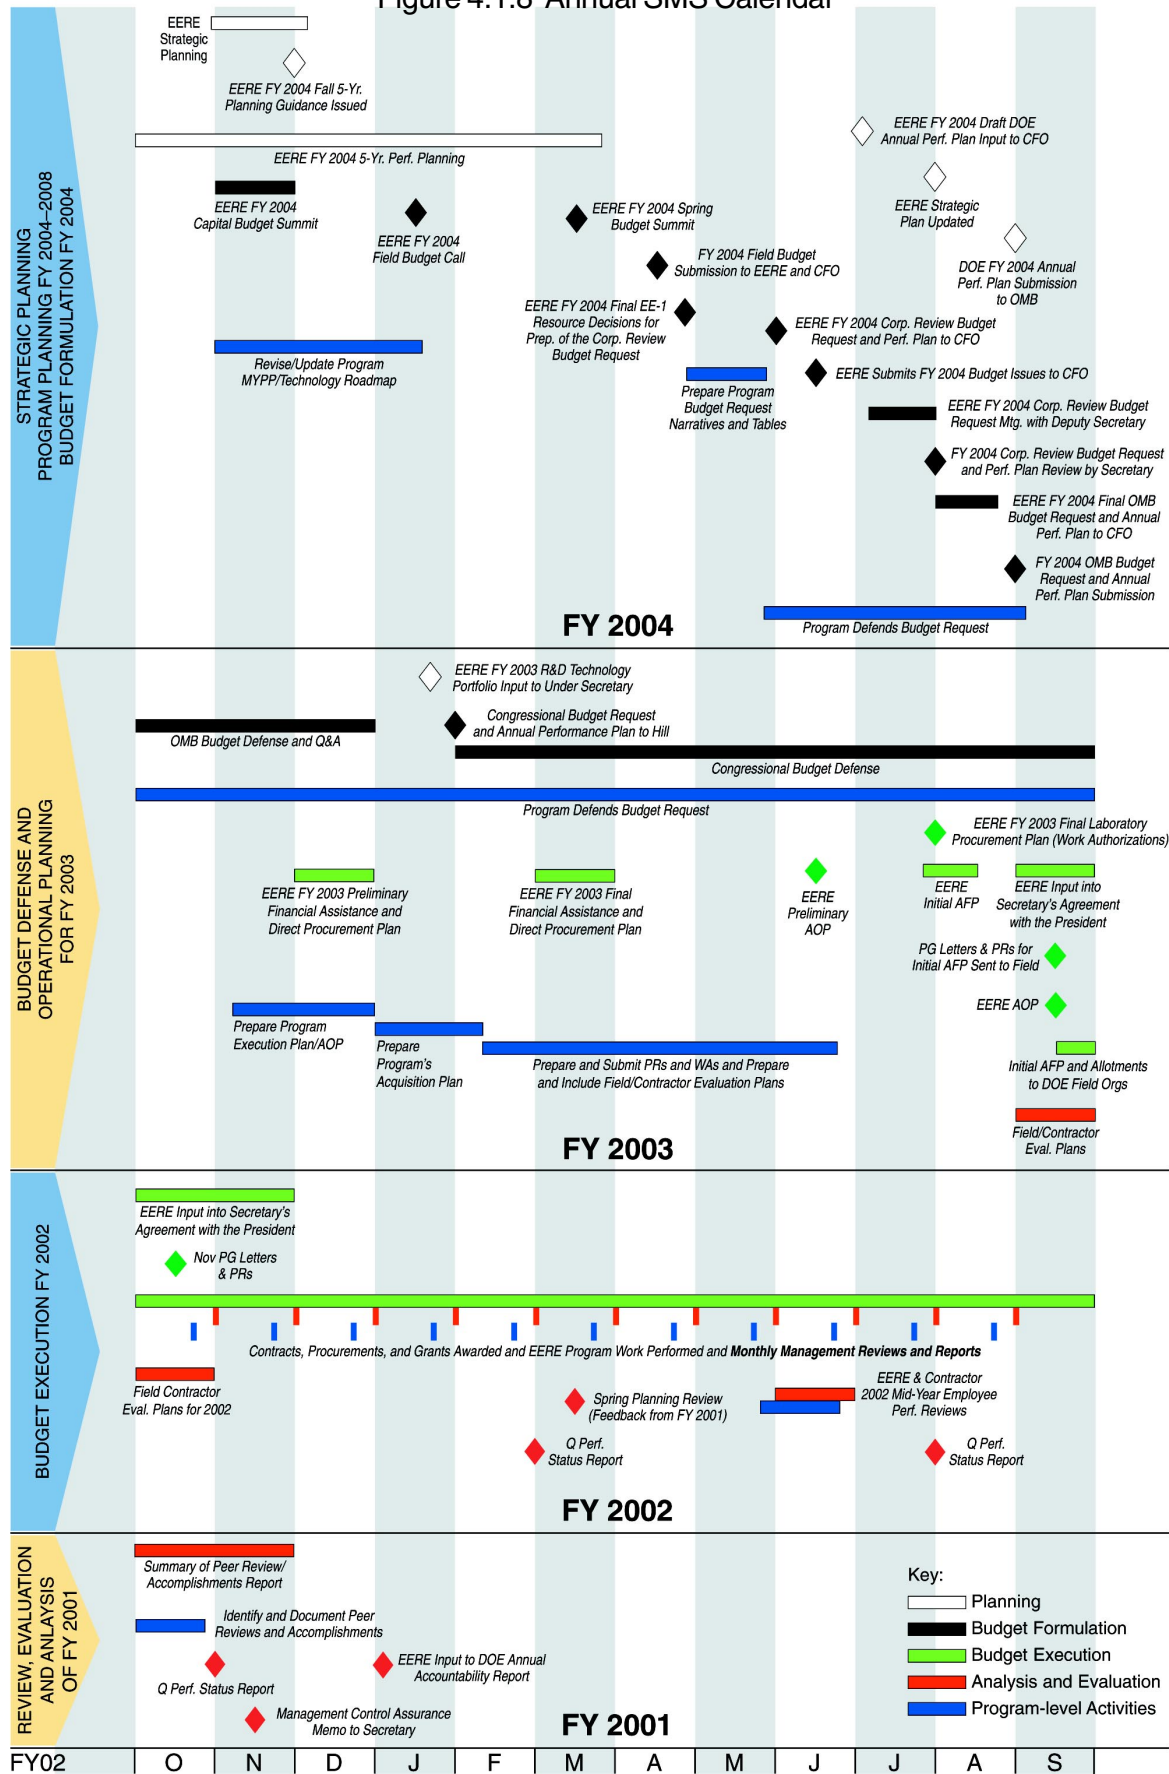 Figure 4.1.8 Annual SMS Calendar
STRATEGIC PLANNING
PROGRAM PLANNING FY 2004–2008
BUDGET FORMULATION FY 2004
EERE
Strategic
Planning
EERE FY 2004 Fall 5-Yr.
Planning Guidance Issued
EERE FY 2004 5-Yr. Perf. Planning
EERE FY 2004 Draft DOE
Annual Perf. Plan Input to CFO
EERE FY 2004
Capital Budget Summit
EERE FY 2004
Field Budget Call
EERE FY 2004 Spring
Budget Summit
EERE Strategic
Plan Updated
FY 2004 Field Budget
Submission to EERE and CFO
DOE FY 2004 Annual
Perf. Plan Submission
to OMB
EERE FY 2004 Final EE-1
Resource Decisions for
Prep. of the Corp. Review
Budget Request
EERE FY 2004 Corp. Review Budget
Request and Perf. Plan to CFO
Revise/Update Program
MYPP/Technology Roadmap
EERE Submits FY 2004 Budget Issues to CFO
Prepare Program
Budget Request
Narratives and Tables
EERE FY 2004 Corp. Review Budget
Request Mtg. with Deputy Secretary
FY 2004 Corp. Review Budget Request
and Perf. Plan Review by Secretary
EERE FY 2004 Final OMB
Budget Request and Annual
Perf. Plan to CFO
FY 2004 OMB Budget
Request and Annual
Perf. Plan Submission
Program Defends Budget Request
FY 2004
BUDGET DEFENSE AND
OPERATIONAL PLANNING
FOR FY 2003
EERE FY 2003 R&D Technology
Portfolio Input to Under Secretary
Congressional Budget Request
and Annual Performance Plan to Hill
OMB Budget Defense and Q&A
Congressional Budget Defense
Program Defends Budget Request
EERE FY 2003 Final Laboratory
Procurement Plan (Work Authorizations)
EERE FY 2003 Preliminary
Financial Assistance and
Direct Procurement Plan
EERE FY 2003 Final
Financial Assistance and
Direct Procurement Plan
EERE
Preliminary
AOP
EERE
Initial AFP
EERE Input into
Secretary's Agreement
with the President
PG Letters & PRs for
Initial AFP Sent to Field
EERE AOP
Prepare Program
Execution Plan/AOP
Prepare
Program's
Acquisition Plan
Prepare and Submit PRs and WAs and Prepare
and Include Field/Contractor Evaluation Plans
Initial AFP and Allotments
to DOE Field Orgs
Field/Contractor
Eval. Plans
FY 2003
BUDGET EXECUTION FY 2002
EERE Input into Secretary's
Agreement with the President
Nov PG Letters
& PRs
Contracts, Procurements, and Grants Awarded and EERE Program Work Performed and Monthly Management Reviews and Reports
Field Contractor
Eval. Plans for 2002
Spring Planning Review
(Feedback from FY 2001)
EERE & Contractor
2002 Mid-Year Employee
Perf. Reviews
Q Perf.
Status Report
Q Perf.
Status Report
FY 2002
REVIEW, EVALUATION
AND ANLAYSIS
OF FY 2001
Summary of Peer Review/
Accomplishments Report
Identify and Document Peer
Reviews and Accomplishments
Q Perf. Status Report
EERE Input to DOE Annual
Accountability Report
Management Control Assurance
Memo to Secretary
FY 2001
Key:
Planning
Budget Formulation
Budget Execution
Analysis and Evaluation
Program-level Activities
FY02 O N D J F M A M J J A S